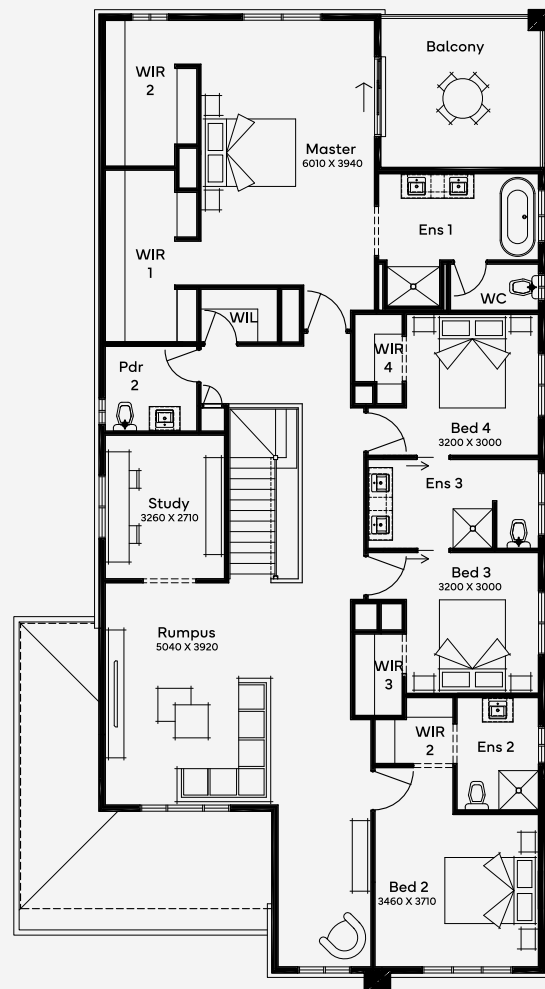 Balcony
WIR
2
Master
6010 X 3940
Ens 1
WIR
1
WC
WIL
WIR
4
Pdr
2
Bed 4
3200 X 3000
Ens 3
Study
3260 X 2710
Bed 3
3200 X 3000
Rumpus
5040 X 3920
WIR
3
WIR
2
Ens 2
Bed 2
3460 X 3710